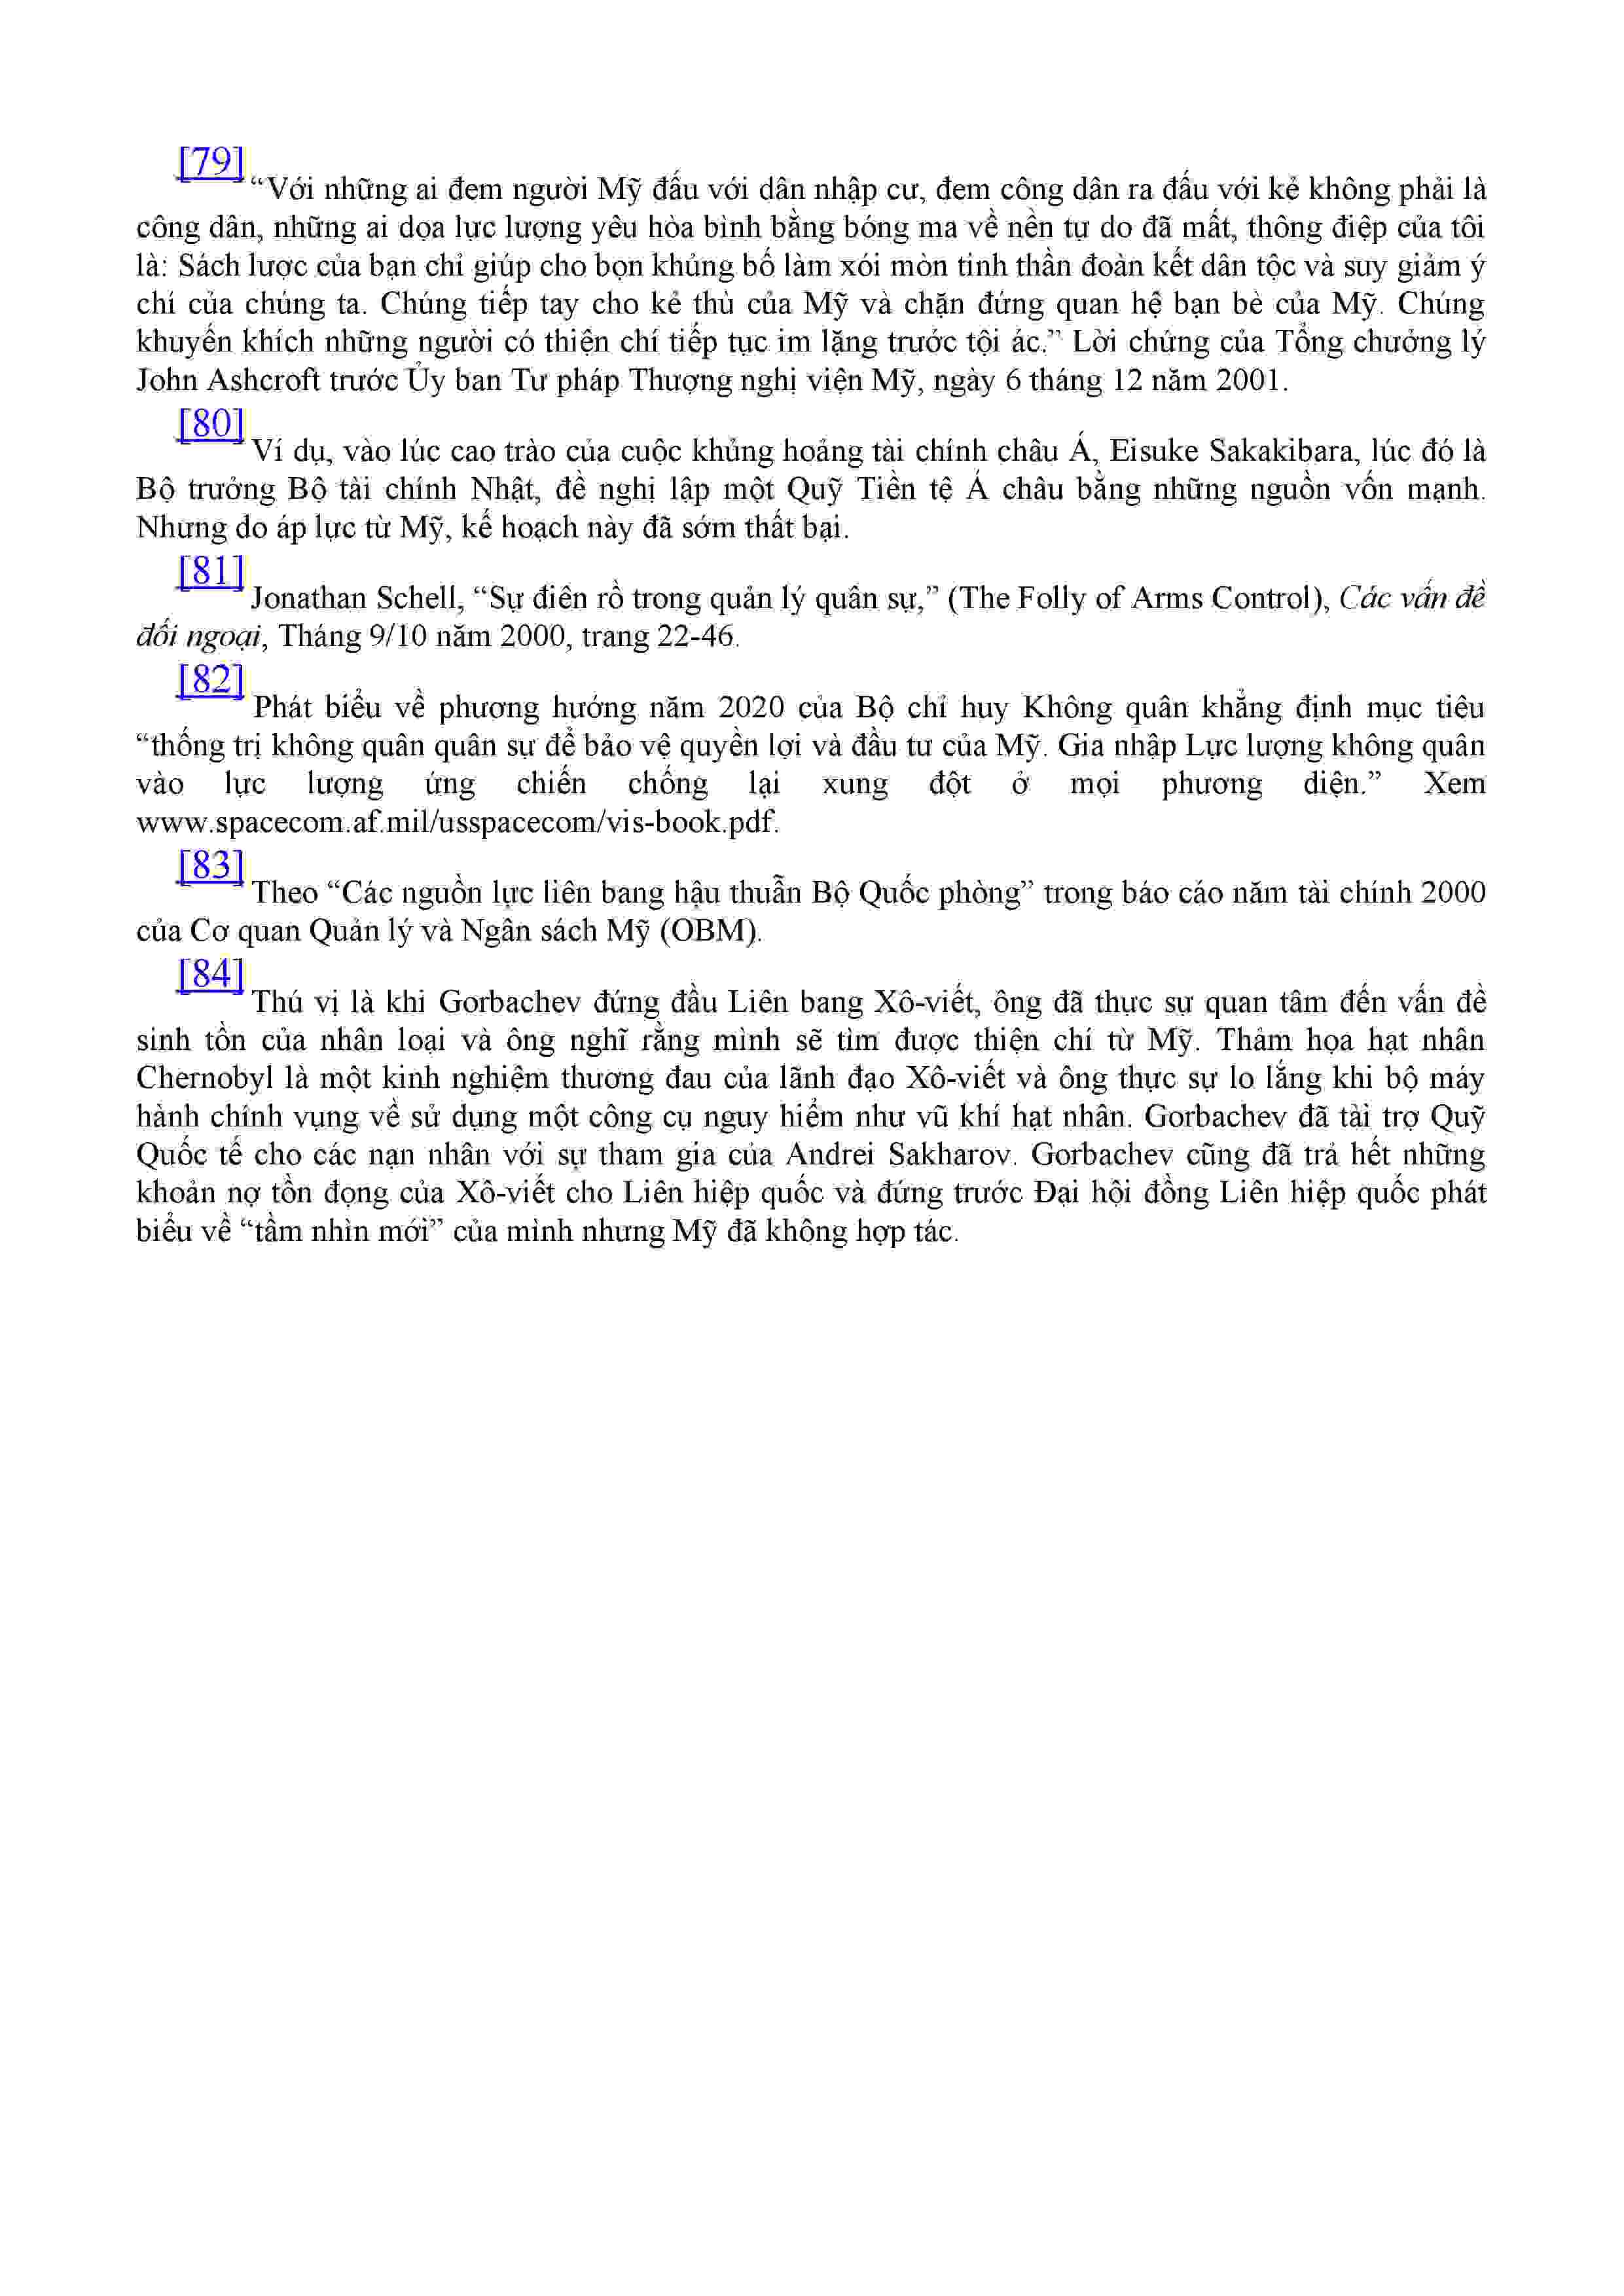 [79] “Với những ai đem người Mỹ đấu với dân nhập cư, đem công dân ra đấu với kẻ không phải là
công dân, những ai dọa lực lượng yêu hòa bình bằng bóng ma về nền tự do đã mất, thông điệp của tôi
là: Sách lược của bạn chỉ giúp cho bọn khủng bố làm xói mòn tinh thần đoàn kết dân tộc và suy giảm ý
chí của chúng ta. Chúng tiếp tay cho kẻ thù của Mỹ và chặn đứng quan hệ bạn bè của Mỹ. Chúng
khuyến khích những người có thiện chí tiếp tục im lặng trước tội ác.” Lời chứng của Tổng chưởng lý
John Ashcroft trước Ủy ban Tư pháp Thượng nghị viện Mỹ, ngày 6 tháng 12 năm 2001.
[80] Ví dụ, vào lúc cao trào của cuộc khủng hoảng tài chính châu Á, Eisuke Sakakibara, lúc đó là
Bộ trưởng Bộ tài chính Nhật, đề nghị lập một Quỹ Tiền tệ Á châu bằng những nguồn vốn mạnh.
Nhưng do áp lực từ Mỹ, kế hoạch này đã sớm thất bại.
[81] Jonathan Schell, “Sự điên rồ trong quản lý quân sự,” (The Folly of Arms Control), Các vấn đề
đối ngoại, Tháng 9/10 năm 2000, trang 22-46.
[82] Phát biểu về phương hướng năm 2020 của Bộ chỉ huy Không quân khẳng định mục tiêu
“thống trị không quân quân sự để bảo vệ quyền lợi và đầu tư của Mỹ. Gia nhập Lực lượng không quân
vào lực lượng ứng chiến chống lại xung đột ở mọi phương diện.” Xem
www.spacecom.af.mil/usspacecom/vis-book.pdf.
[83] Theo “Các nguồn lực liên bang hậu thuẫn Bộ Quốc phòng” trong báo cáo năm tài chính 2000
của Cơ quan Quản lý và Ngân sách Mỹ (OBM).
[84] Thú vị là khi Gorbachev đứng đầu Liên bang Xô-viết, ông đã thực sự quan tâm đến vấn đề
sinh tồn của nhân loại và ông nghĩ rằng mình sẽ tìm được thiện chí từ Mỹ. Thảm họa hạt nhân
Chernobyl là một kinh nghiệm thương đau của lãnh đạo Xô-viết và ông thực sự lo lắng khi bộ máy
hành chính vụng về sử dụng một công cụ nguy hiểm như vũ khí hạt nhân. Gorbachev đã tài trợ Quỹ
Quốc tế cho các nạn nhân với sự tham gia của Andrei Sakharov. Gorbachev cũng đã trả hết những
khoản nợ tồn đọng của Xô-viết cho Liên hiệp quốc và đứng trước Đại hội đồng Liên hiệp quốc phát
biểu về “tầm nhìn mới” của mình nhưng Mỹ đã không hợp tác.